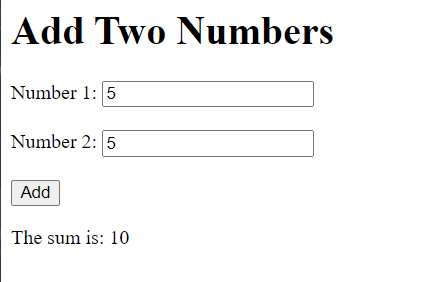 Add Two Numbers
Number 1: 5
Number 2: 5
Add
The sum is: 10